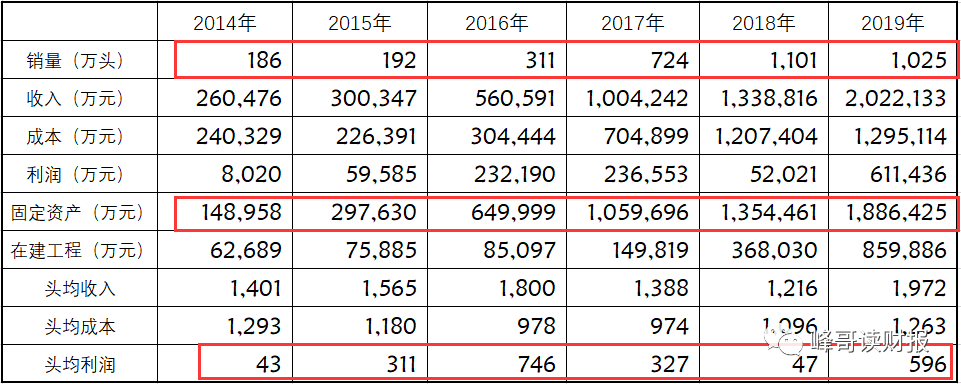 2014年 2015年 2016年 2017年 2018年 2019年
销量（万头） 186 192 311 724 1,101 1,025
收入（万元） 260,476 300,347 560,591 1,004,242 1,338,816 2,022,133
成本（万元） 240,329 226,391 304,444 704,899 1,207,404 1,295,114
利润（万元） 8,020 59,585 232,190 236,553 52,021 611,436
固定资产（万元） 148,958 297,630 649,999 1,059,696 1,354,461 1,886,425
在建工程（万元） 62,689 75,885 85,097 149,819 368,030 859,886
头均收入 1,401 1,565 1,800 1,388 1,216 1,972
头均成本 1,293 1,180 978 974 1,096 1,263
头均利润 43 311 746 327 47 596
峰哥读财报